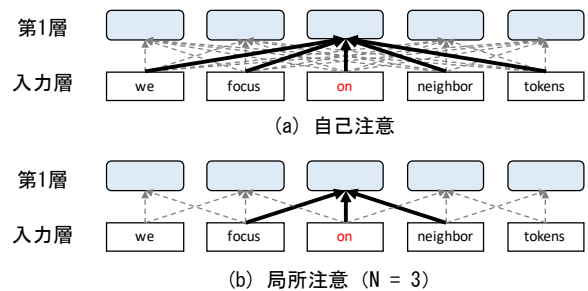 第1層
入力層
we focus on neighbor tokens
(a) 自己注意
第1層
入力層
we focus on neighbor tokens
(b) 局所注意 (N = 3)